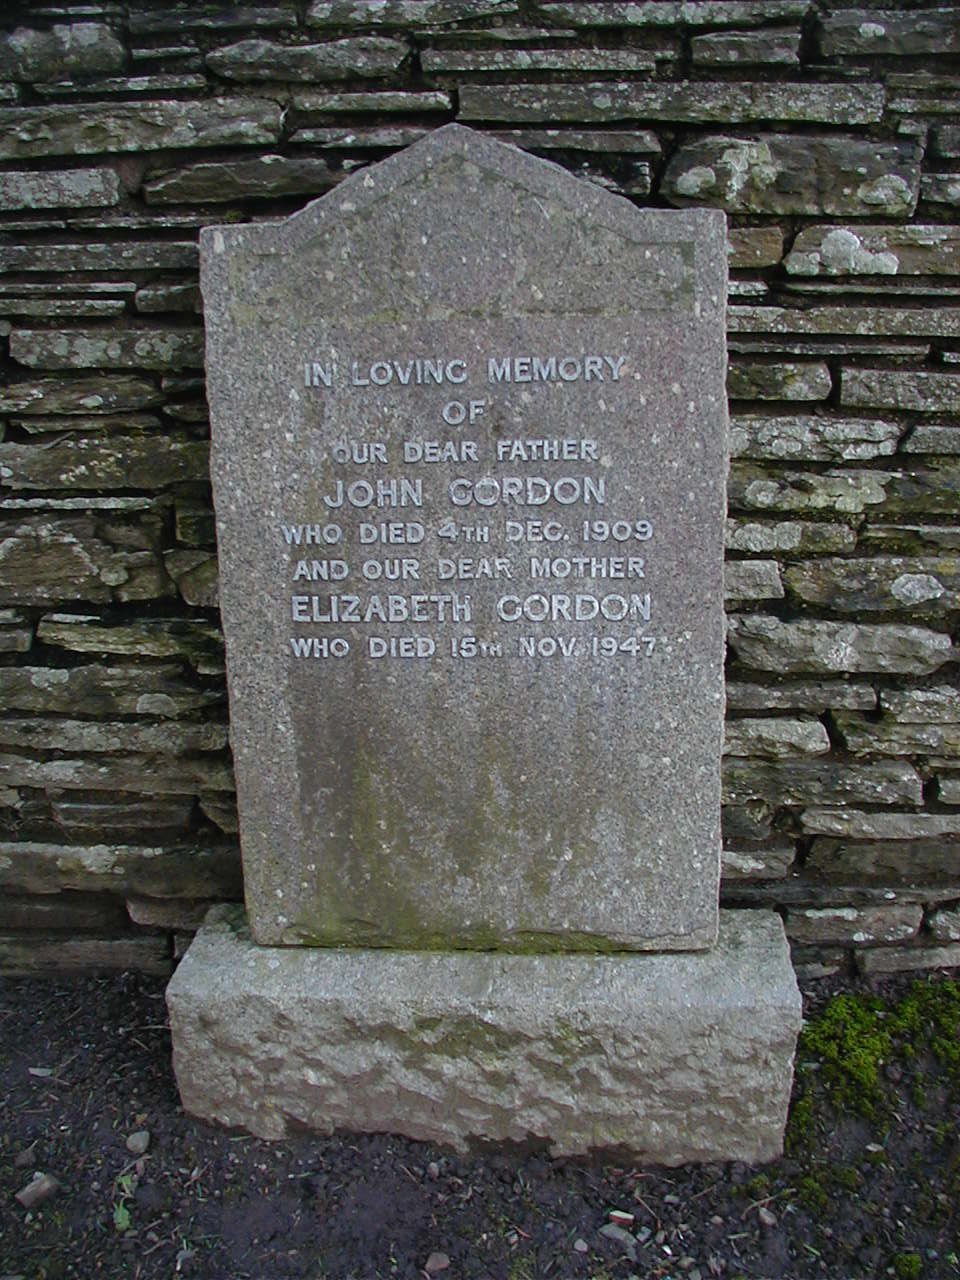 IN LOVING MEMORY
OF
OUR DEAR FATHER
JOHN GORDON
WHO DIED 4TH DEC. 1909
AND OUR DEAR MOTHER
ELIZABETH GORDON
WHO DIED 15TH NOV. 1947